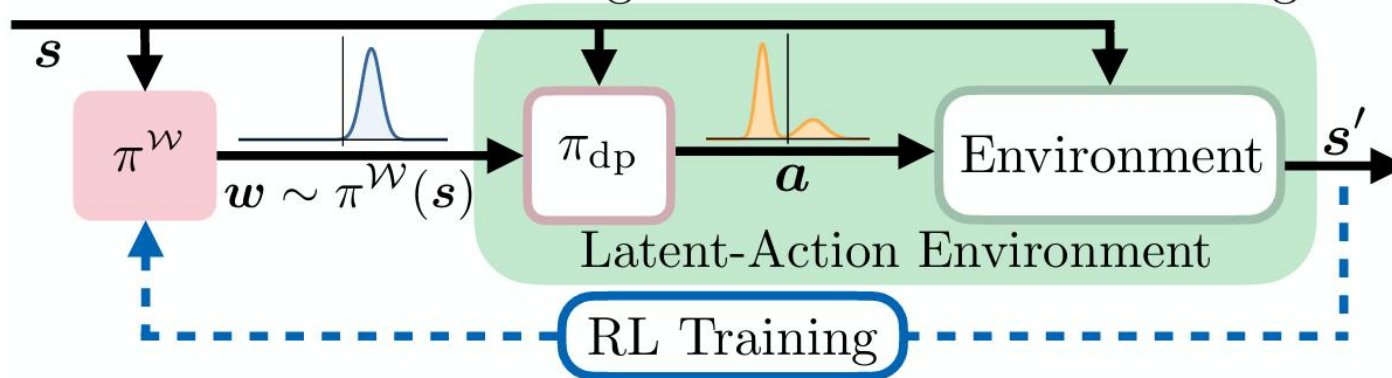 s
π^𝒲
w ∼ π^𝒲(s)
π_dp
a
Environment
s′
Latent-Action Environment
RL Training